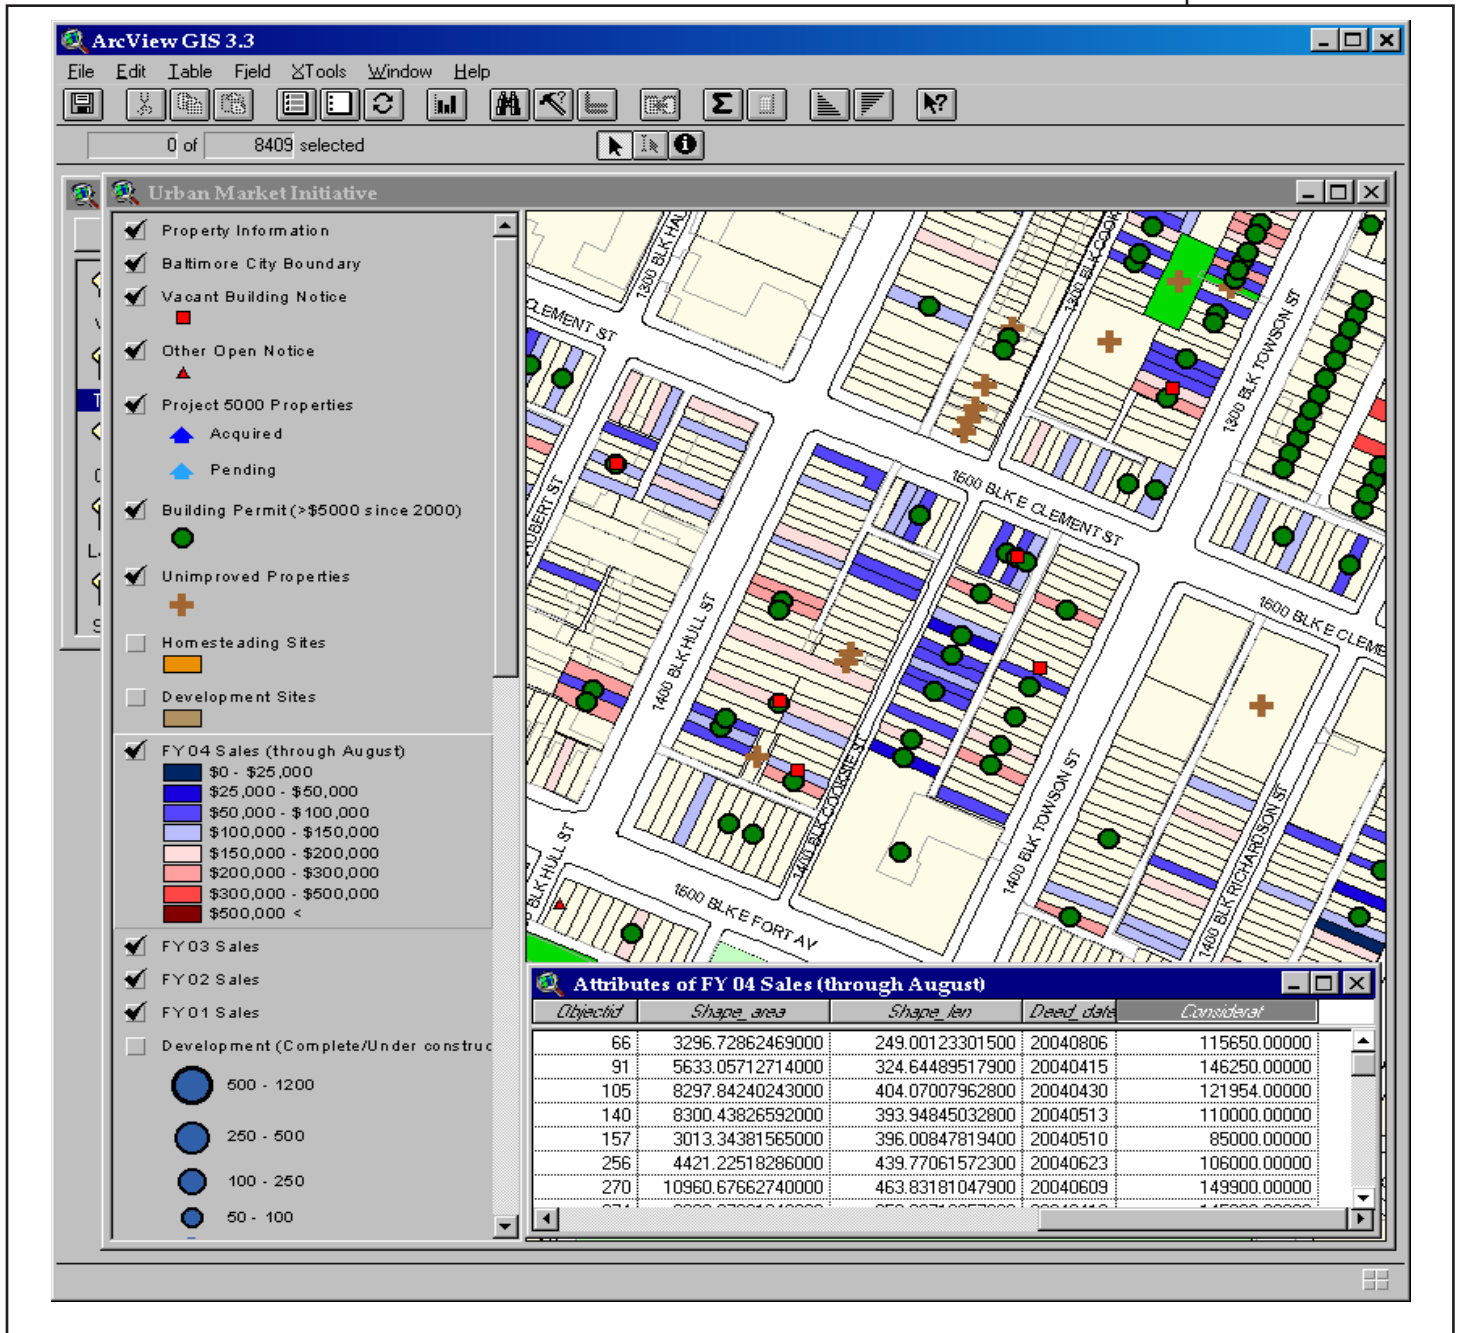 ArcView GIS 3.3
File Edit Table Field XTools Window Help
0 of 8409 selected
Urban Market Initiative
Property Information
Baltimore City Boundary
Vacant Building Notice
Other Open Notice
Project 5000 Properties
Acquired
Pending
Building Permit (>$5000 since 2000)
Unimproved Properties
Homesteading Sites
Development Sites
FY04 Sales (through August)
$0 - $25,000
$25,000 - $50,000
$50,000 - $100,000
$100,000 - $150,000
$150,000 - $200,000
$200,000 - $300,000
$300,000 - $500,000
$500,000 <
FY03 Sales
FY02 Sales
FY01 Sales
Development (Complete/Under construc
500 - 1200
250 - 500
100 - 250
50 - 100
1300 BLK HAU
1300 BLK COOK
1300 BLK TOWSON ST
CLEMENT ST
1600 BLK E CLEMENT ST
1600 BLK E CLEME
HUBERT ST
1400 BLK HULL ST
1400 BLK COOKSIE ST
1400 BLK TOWSON ST
1400 BLK RICHARDSON ST
BLK HULL ST
1600 BLK E FORT AV
Attributes of FY 04 Sales (through August)
Objectid Shape_area Shape_len Deed_date Considerat
66 3296.72862469000 249.00123301500 20040806 115650.00000
91 5633.05712714000 324.64489517900 20040415 146250.00000
105 8297.84240243000 404.07007962800 20040430 121954.00000
140 8300.43826592000 393.94845032800 20040513 110000.00000
157 3013.34381565000 396.00847819400 20040510 85000.00000
256 4421.22518286000 439.77061572300 20040623 106000.00000
270 10960.67662740000 463.83181047900 20040609 149900.00000